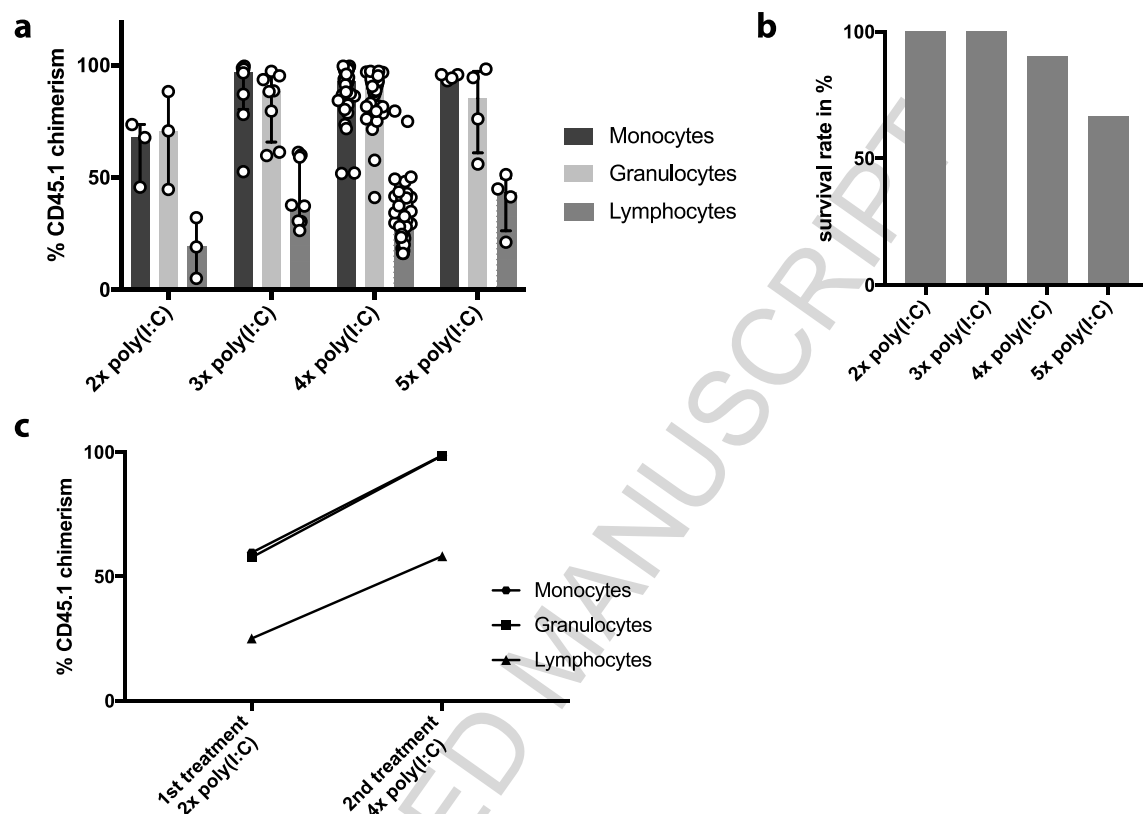 a
% CD45.1 chimerism
100
50
0
2x poly(I:C)
3x poly(I:C)
4x poly(I:C)
5x poly(I:C)
Monocytes
Granulocytes
Lymphocytes
b
survival rate in %
100
50
0
2x poly(I:C)
3x poly(I:C)
4x poly(I:C)
5x poly(I:C)
c
% CD45.1 chimerism
100
50
0
1st treatment
2x poly(I:C)
2nd treatment
4x poly(I:C)
Monocytes
Granulocytes
Lymphocytes
ED MANUSCRIPT